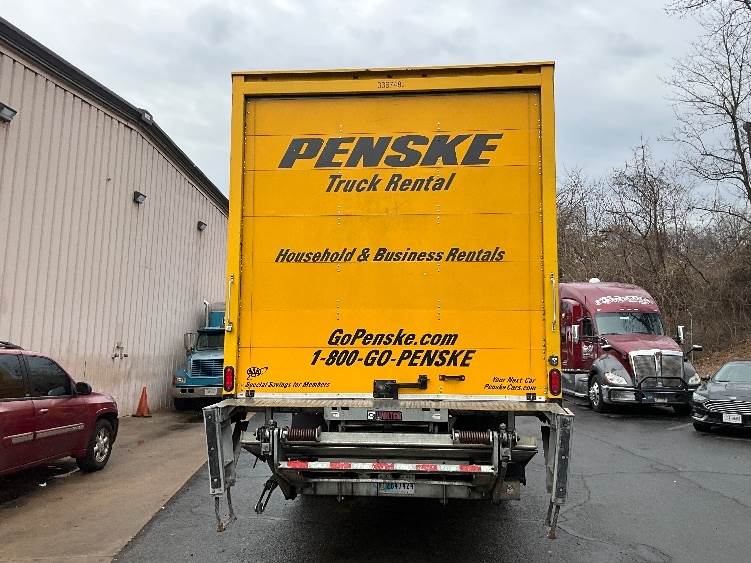 PENSKE
Truck Rental
Household & Business Rentals
GoPenske.com
1-800-GO-PENSKE
AAA
Special Savings for Members
Your Next Car
PenskeCars.com
WALTCO